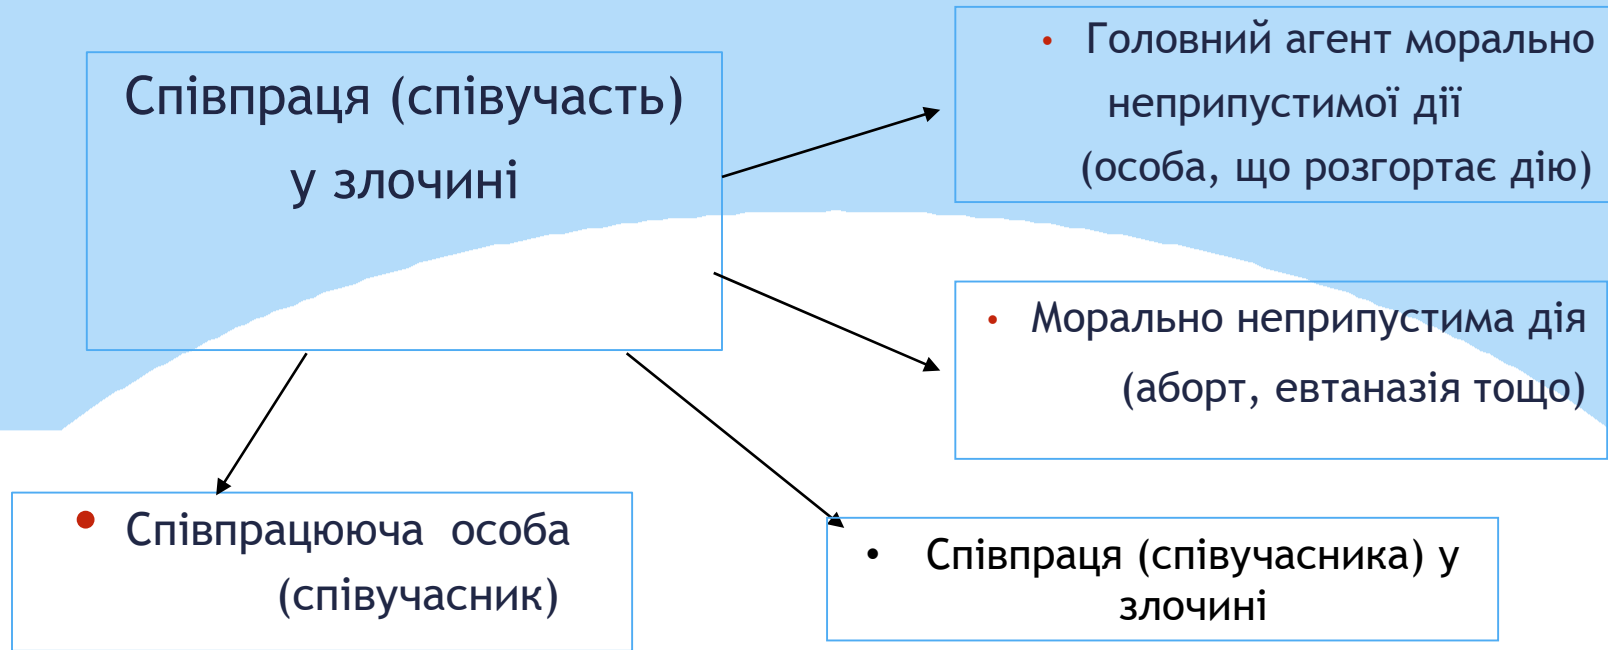 Співпраця (співучасть)
у злочині
• Головний агент морально
неприпустимої дії
(особа, що розгортає дію)
• Морально неприпустима дія
(аборт, евтаназія тощо)
• Співпрацююча особа
(співучасник)
• Співпраця (співучасника) у
злочині